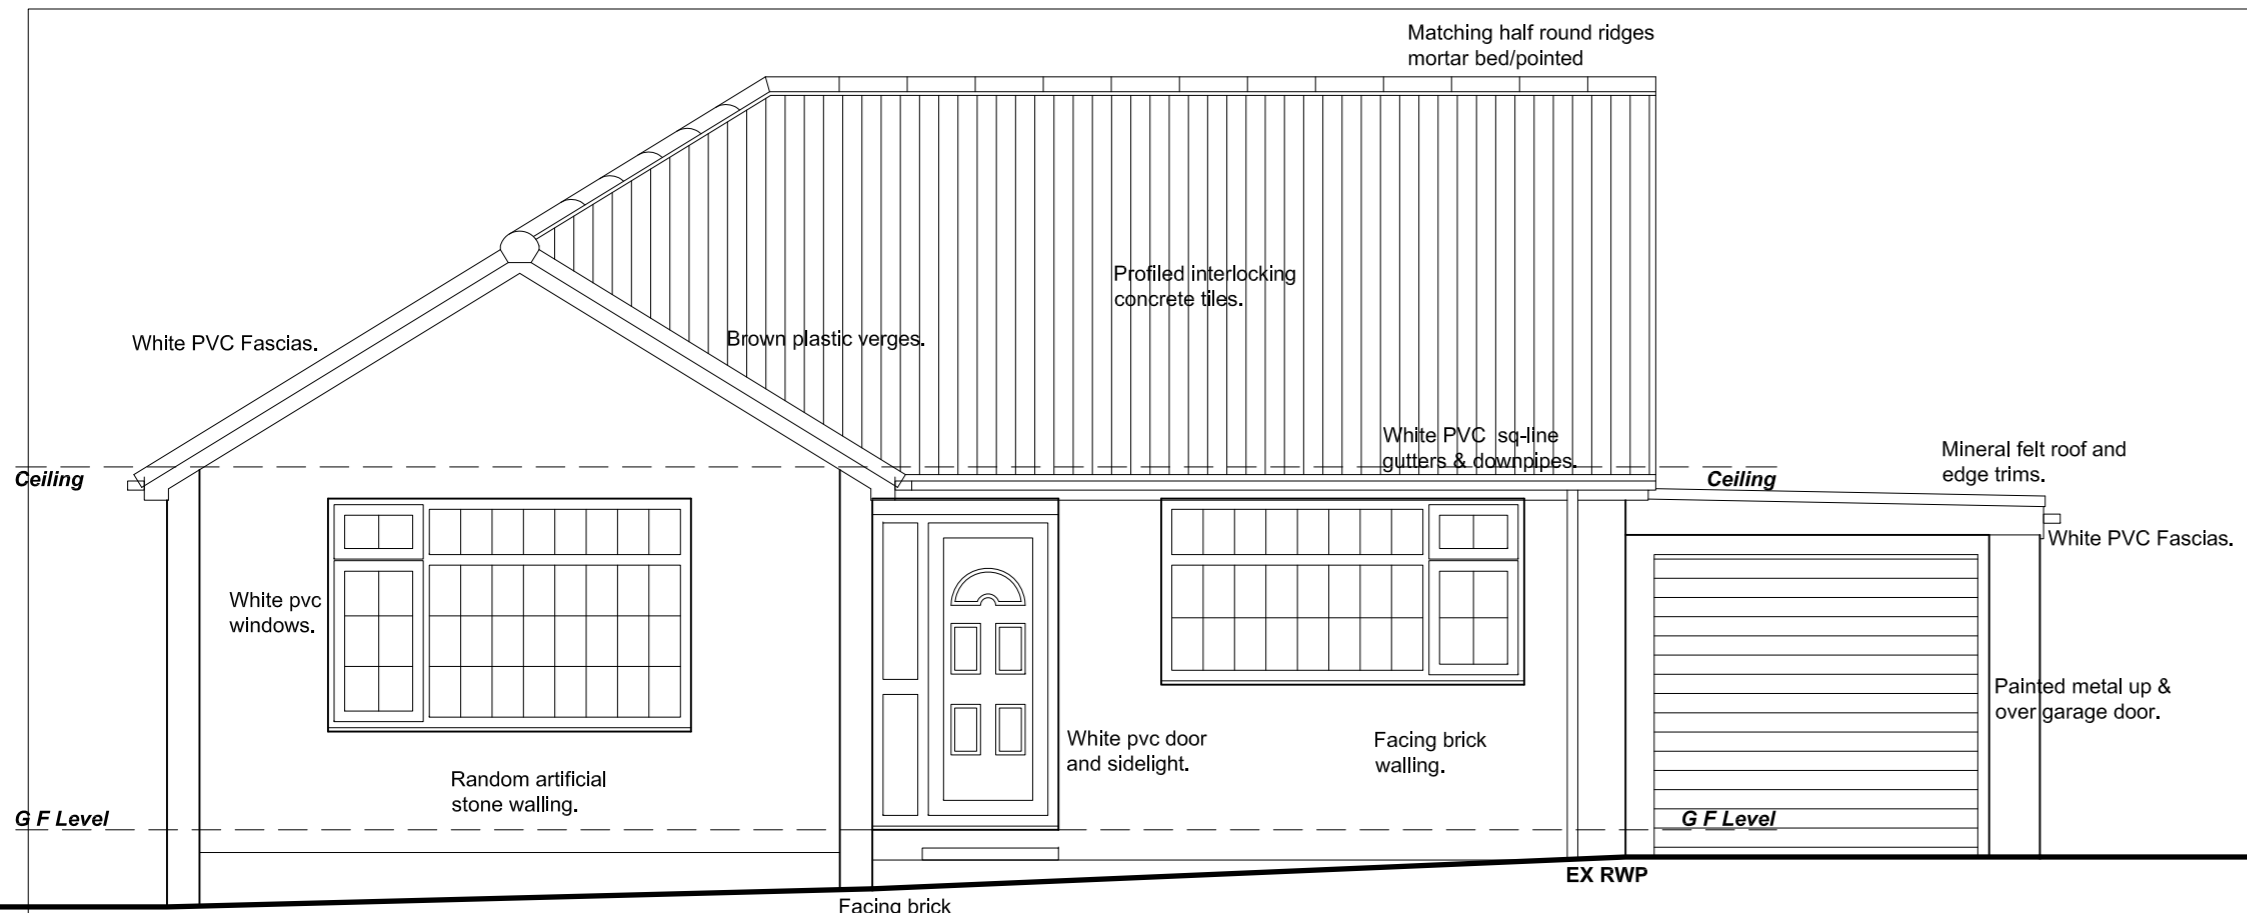 Matching half round ridges
mortar bed/pointed
Profiled interlocking
concrete tiles.
White PVC Fascias.
Brown plastic verges.
White PVC sq-line
gutters & downpipes.
Mineral felt roof and
edge trims.
Ceiling
Ceiling
White PVC Fascias.
White pvc
windows.
Painted metal up &
over garage door.
White pvc door
and sidelight.
Facing brick
walling.
Random artificial
stone walling.
G F Level
G F Level
EX RWP
Facing brick